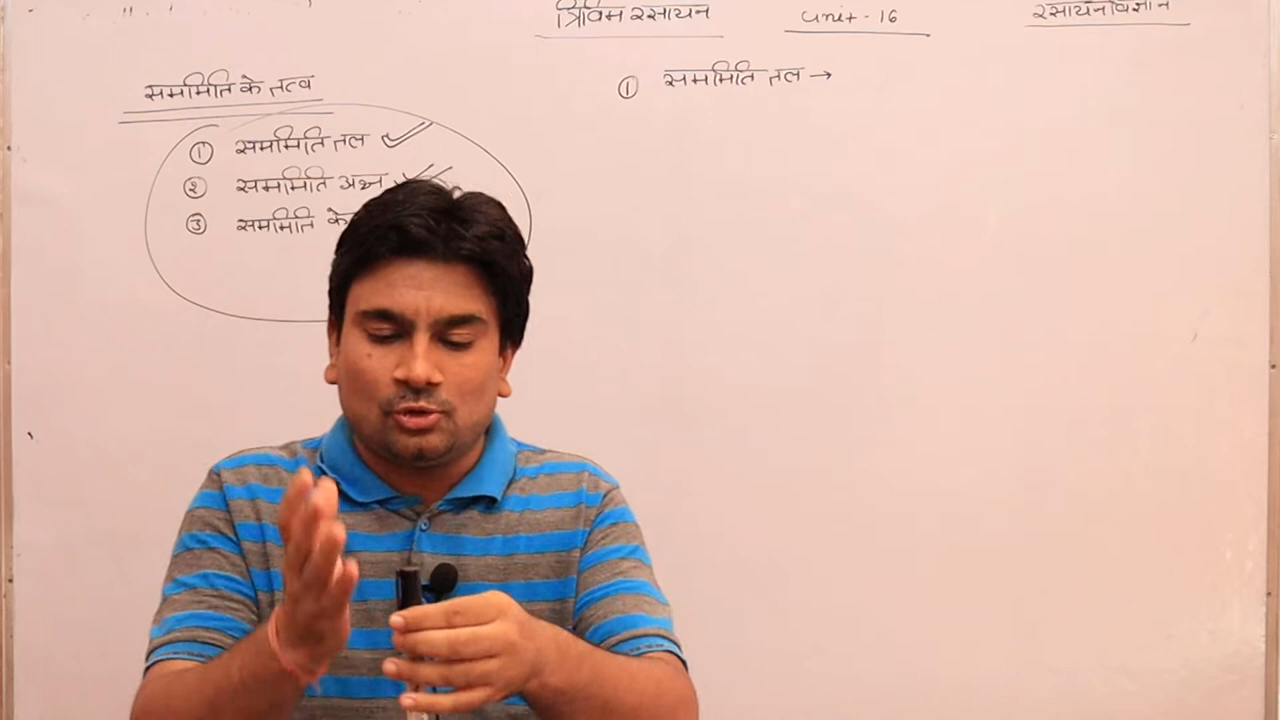 त्रिविम रसायन unit-16 रसायनविज्ञान
सममिति के तत्व
① सममिति तल
② सममिति अक्ष
③ सममिति के
① सममिति तल →